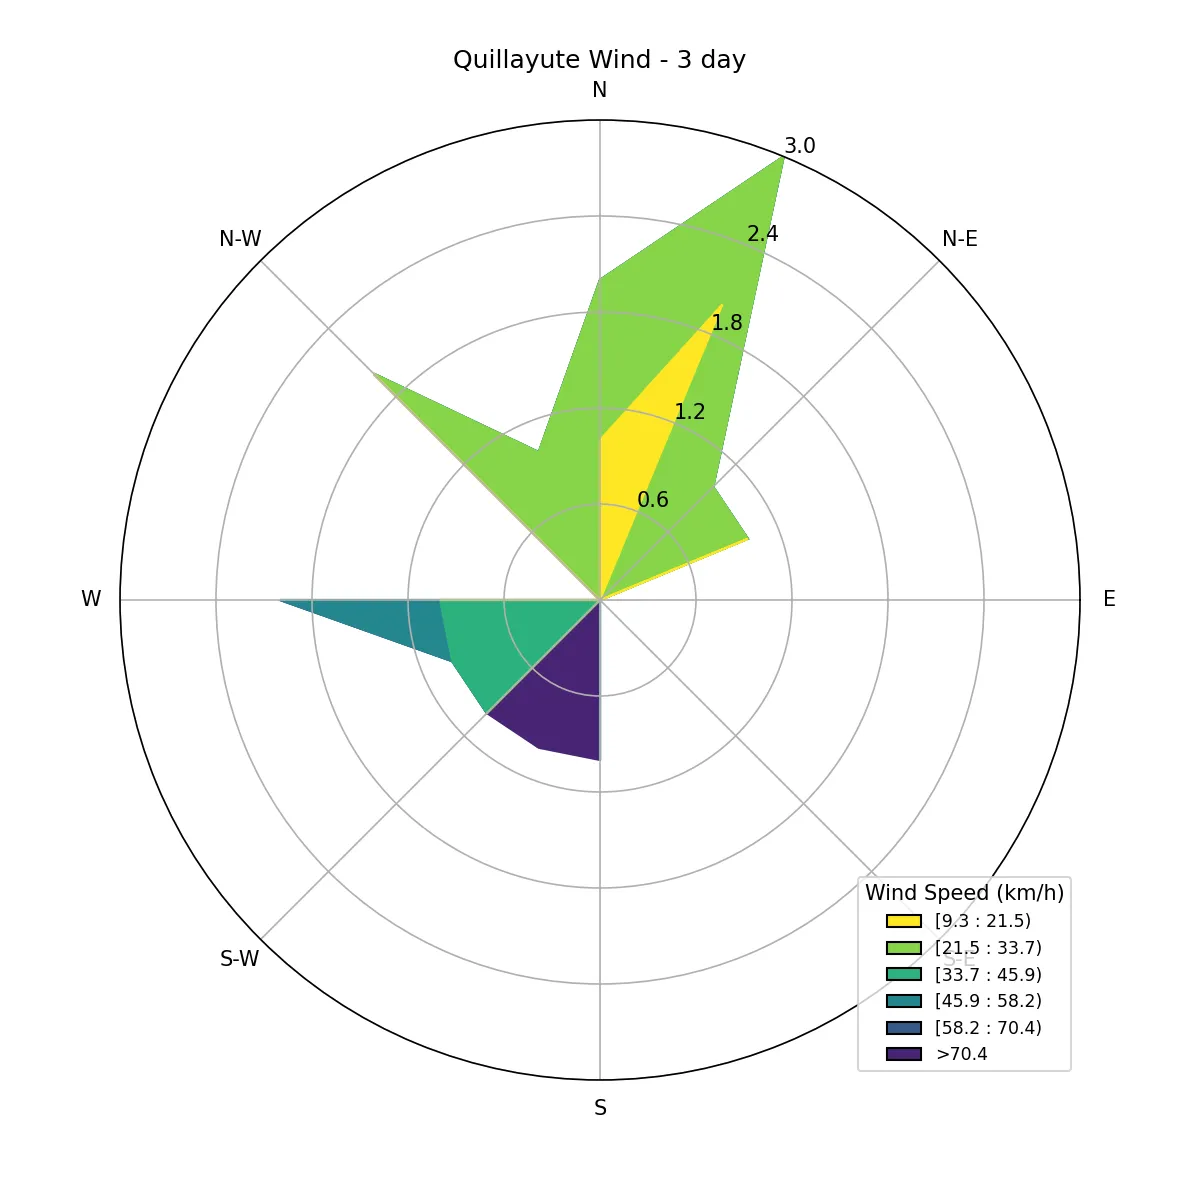 Quillayute Wind - 3 day
N
3.0
N-W
2.4
N-E
1.8
1.2
0.6
W
E
S-W
S-E
Wind Speed (km/h)
[9.3 : 21.5)
[21.5 : 33.7)
[33.7 : 45.9)
[45.9 : 58.2)
[58.2 : 70.4)
>70.4
S